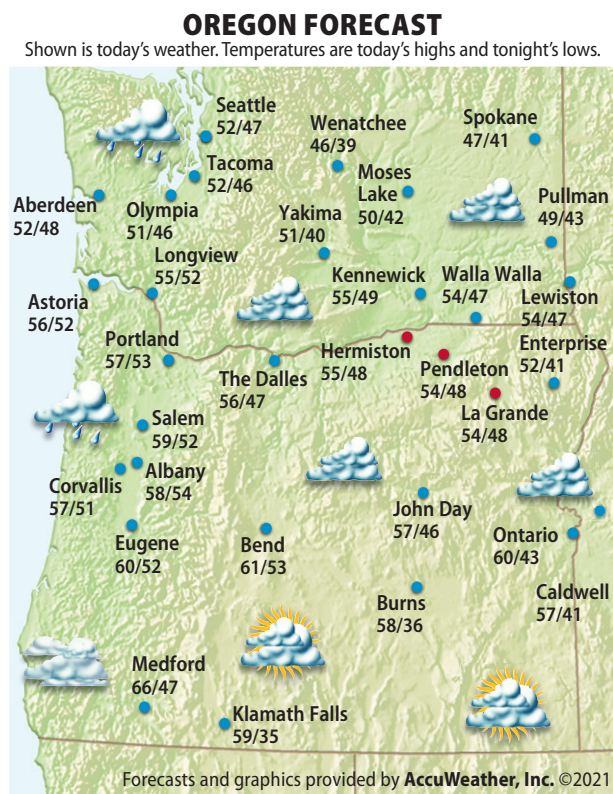 OREGON FORECAST
Shown is today's weather. Temperatures are today's highs and tonight's lows.
Seattle
52/47
Wenatchee
46/39
Spokane
47/41
Tacoma
52/46
Moses
Lake
50/42
Aberdeen
52/48
Olympia
51/46
Yakima
51/40
Pullman
49/43
Longview
55/52
Kennewick
55/49
Walla Walla
54/47
Lewiston
54/47
Astoria
56/52
Portland
57/53
The Dalles
56/47
Hermiston
55/48
Pendleton
54/48
Enterprise
52/41
La Grande
54/48
Salem
59/52
Albany
58/54
Corvallis
57/51
Eugene
60/52
Bend
61/53
John Day
57/46
Ontario
60/43
Caldwell
57/41
Burns
58/36
Medford
66/47
Klamath Falls
59/35
Forecasts and graphics provided by AccuWeather, Inc. ©2021